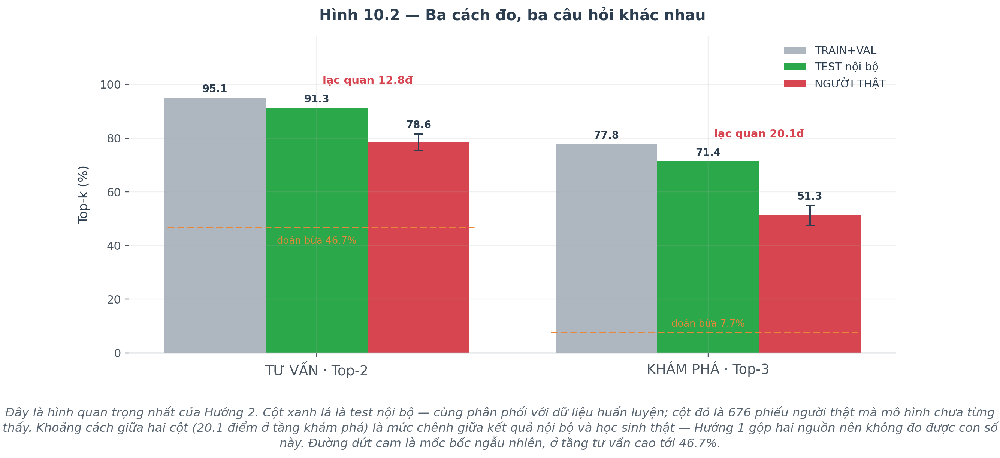 Hình 10.2 — Ba cách đo, ba câu hỏi khác nhau
TRAIN+VAL
TEST nội bộ
NGƯỜI THẬT
Top-k (%)
100
80
60
40
20
0
95.1
91.3
lạc quan 12.8đ
78.6
đoán bừa 46.7%
77.8
71.4
lạc quan 20.1đ
51.3
đoán bừa 7.7%
TƯ VẤN · Top-2
KHÁM PHÁ · Top-3
Đây là hình quan trọng nhất của Hướng 2. Cột xanh lá là test nội bộ — cùng phân phối với dữ liệu huấn luyện; cột đỏ là 676 phiếu người thật mà mô hình chưa từng
thấy. Khoảng cách giữa hai cột (20.1 điểm ở tầng khám phá) là mức chênh giữa kết quả nội bộ và học sinh thật — Hướng 1 gộp hai nguồn nên không đo được con số
này. Đường đứt cam là mốc bốc ngẫu nhiên, ở tầng tư vấn cao tới 46.7%.